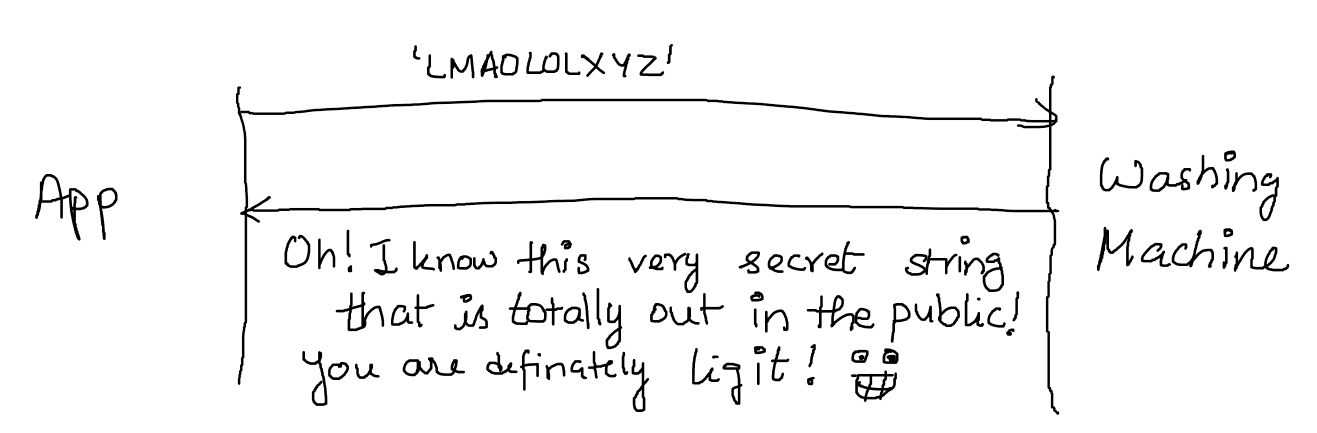 'LMAOLOLXYZ'
App
Washing
Machine
Oh! I know this very secret string
that is totally out in the public!
You are definately ligit!